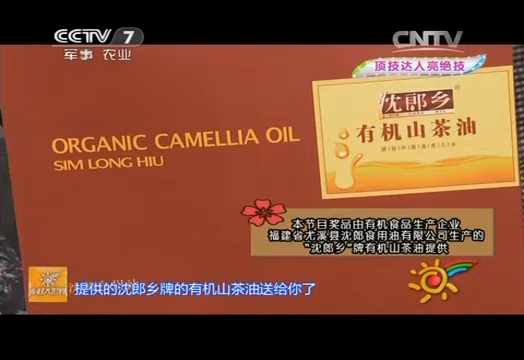 CCTV 7
军事 农业
CNTV
顶技达人亮绝技
沈郎乡
有机山茶油
ORGANIC CAMELLIA OIL
SIM LONG HIU
本节目奖品由有机食品生产企业
福建省尤溪县沈郎食用油有限公司生产的
“沈郎乡”牌有机山茶油提供
提供的沈郎乡牌的有机山茶油送给你了